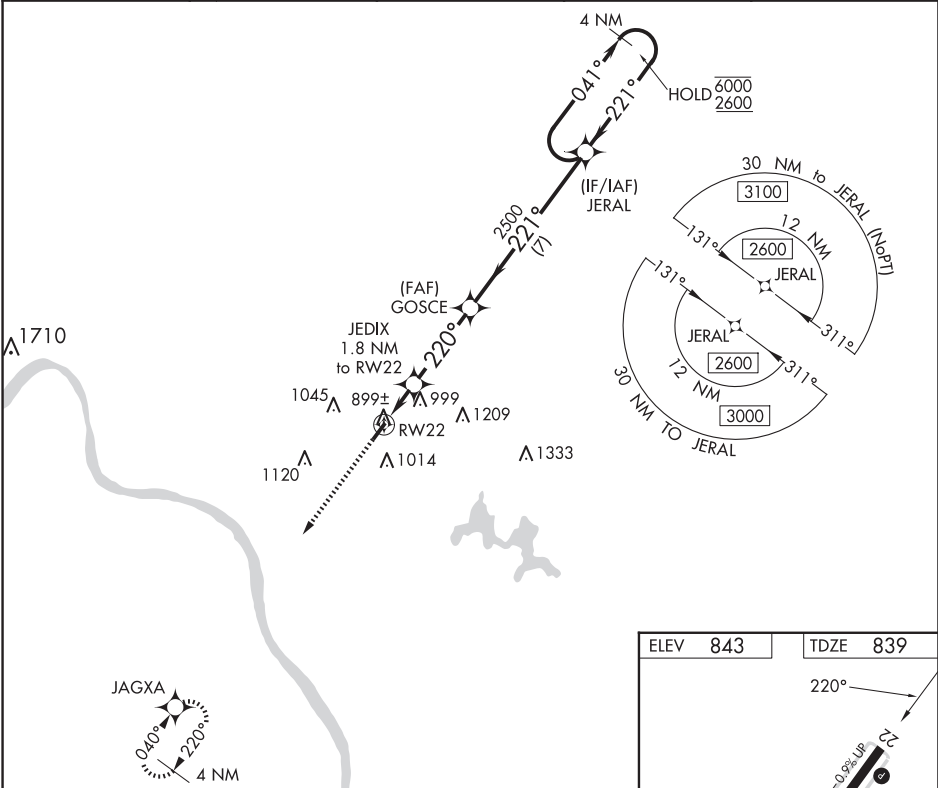 4 NM
041°
221°
HOLD 6000
2600
(IF/IAF)
JERAL
2500
221°
(7)
30 NM to JERAL (NoPT)
3100
12 NM
2600
131°
JERAL
311°
131°
JERAL
311°
2600
12 NM
3000
30 NM TO JERAL
(FAF)
GOSCE
220°
JEDIX
1.8 NM
to RW22
1710
1045
899±
999
1209
RW22
1120
1014
1333
JAGXA
040°
220°
4 NM
ELEV 843
TDZE 839
220°
22
0.9% UP
P